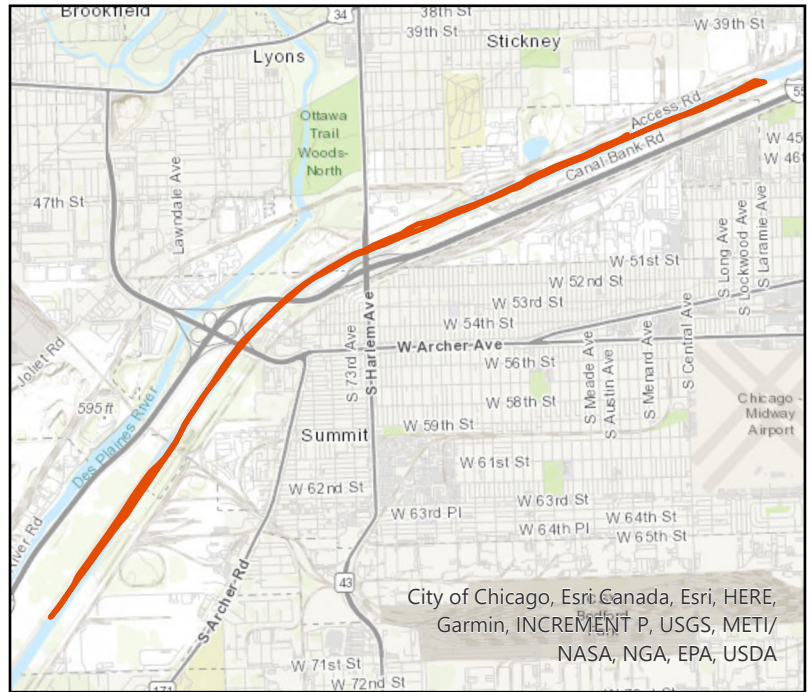 Brookfield
34
38th St
39th St
W 39th St
Stickney
Lyons
Access Rd
55
Ottawa
Trail
Woods-
North
Canal Bank Rd
W 45
W 46
Lawndale Ave
47th St
S Long Ave
S Lockwood Ave
S Laramie Ave
W 51st St
W 52nd St
W 53rd St
W 54th St
S 73rd Ave
S Harlem Ave
W Archer Ave
S Meade Ave
S Austin Ave
S Menard Ave
S Central Ave
Joliet Rd
W 56th St
595 ft
Des Plaines River
W 58th St
Chicago
Midway
Airport
W 59th St
Summit
W 61st St
W 62nd St
W 63rd St
W 63rd Pl
W 64th St
W 64th Pl
W 65th St
River Rd
S Archer Rd
43
City of Chicago, Esri Canada, Esri, HERE,
Garmin, INCREMENT P, USGS, METI/
NASA, NGA, EPA, USDA
Bedford
W 71st St
W 72nd St
171